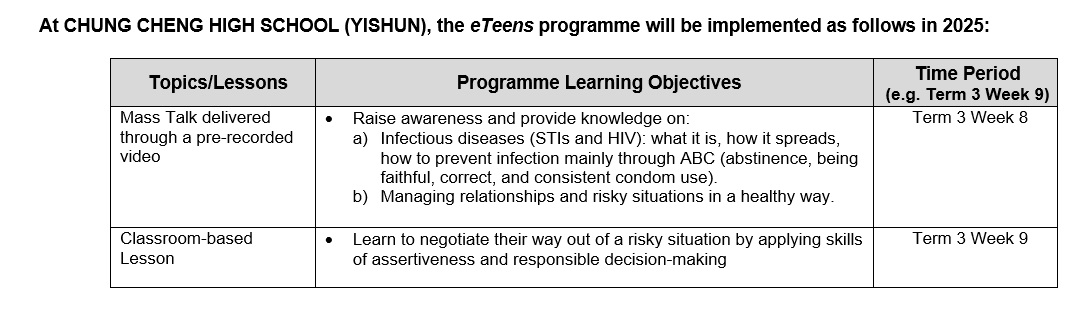 At CHUNG CHENG HIGH SCHOOL (YISHUN), the eTeens programme will be implemented as follows in 2025:
Topics/Lessons
Programme Learning Objectives
Time Period
(e.g. Term 3 Week 9)
Mass Talk delivered
through a pre-recorded
video
• Raise awareness and provide knowledge on:
a) Infectious diseases (STIs and HIV): what it is, how it spreads,
how to prevent infection mainly through ABC (abstinence, being
faithful, correct, and consistent condom use).
b) Managing relationships and risky situations in a healthy way.
Term 3 Week 8
Classroom-based
Lesson
• Learn to negotiate their way out of a risky situation by applying skills
of assertiveness and responsible decision-making
Term 3 Week 9